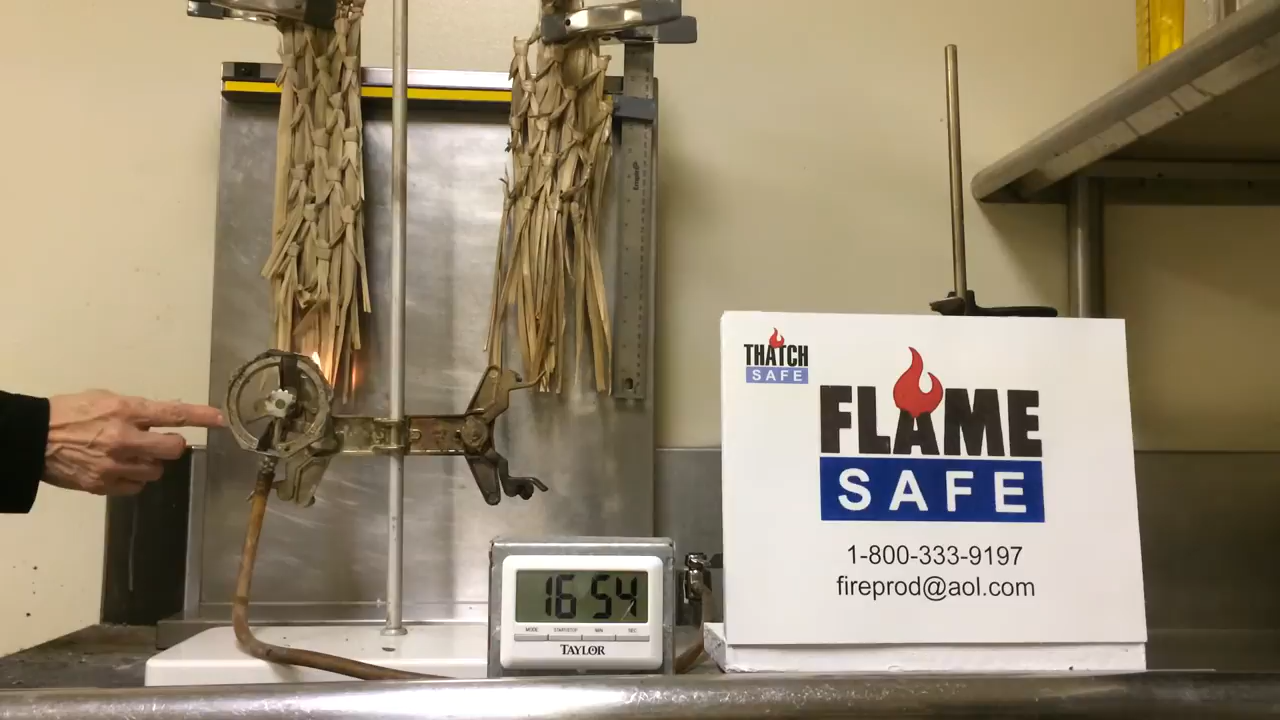 THATCH
SAFE
FLAME
SAFE
1-800-333-9197
fireprod@aol.com
16 54
MODE START/STOP MIN SEC
TAYLOR